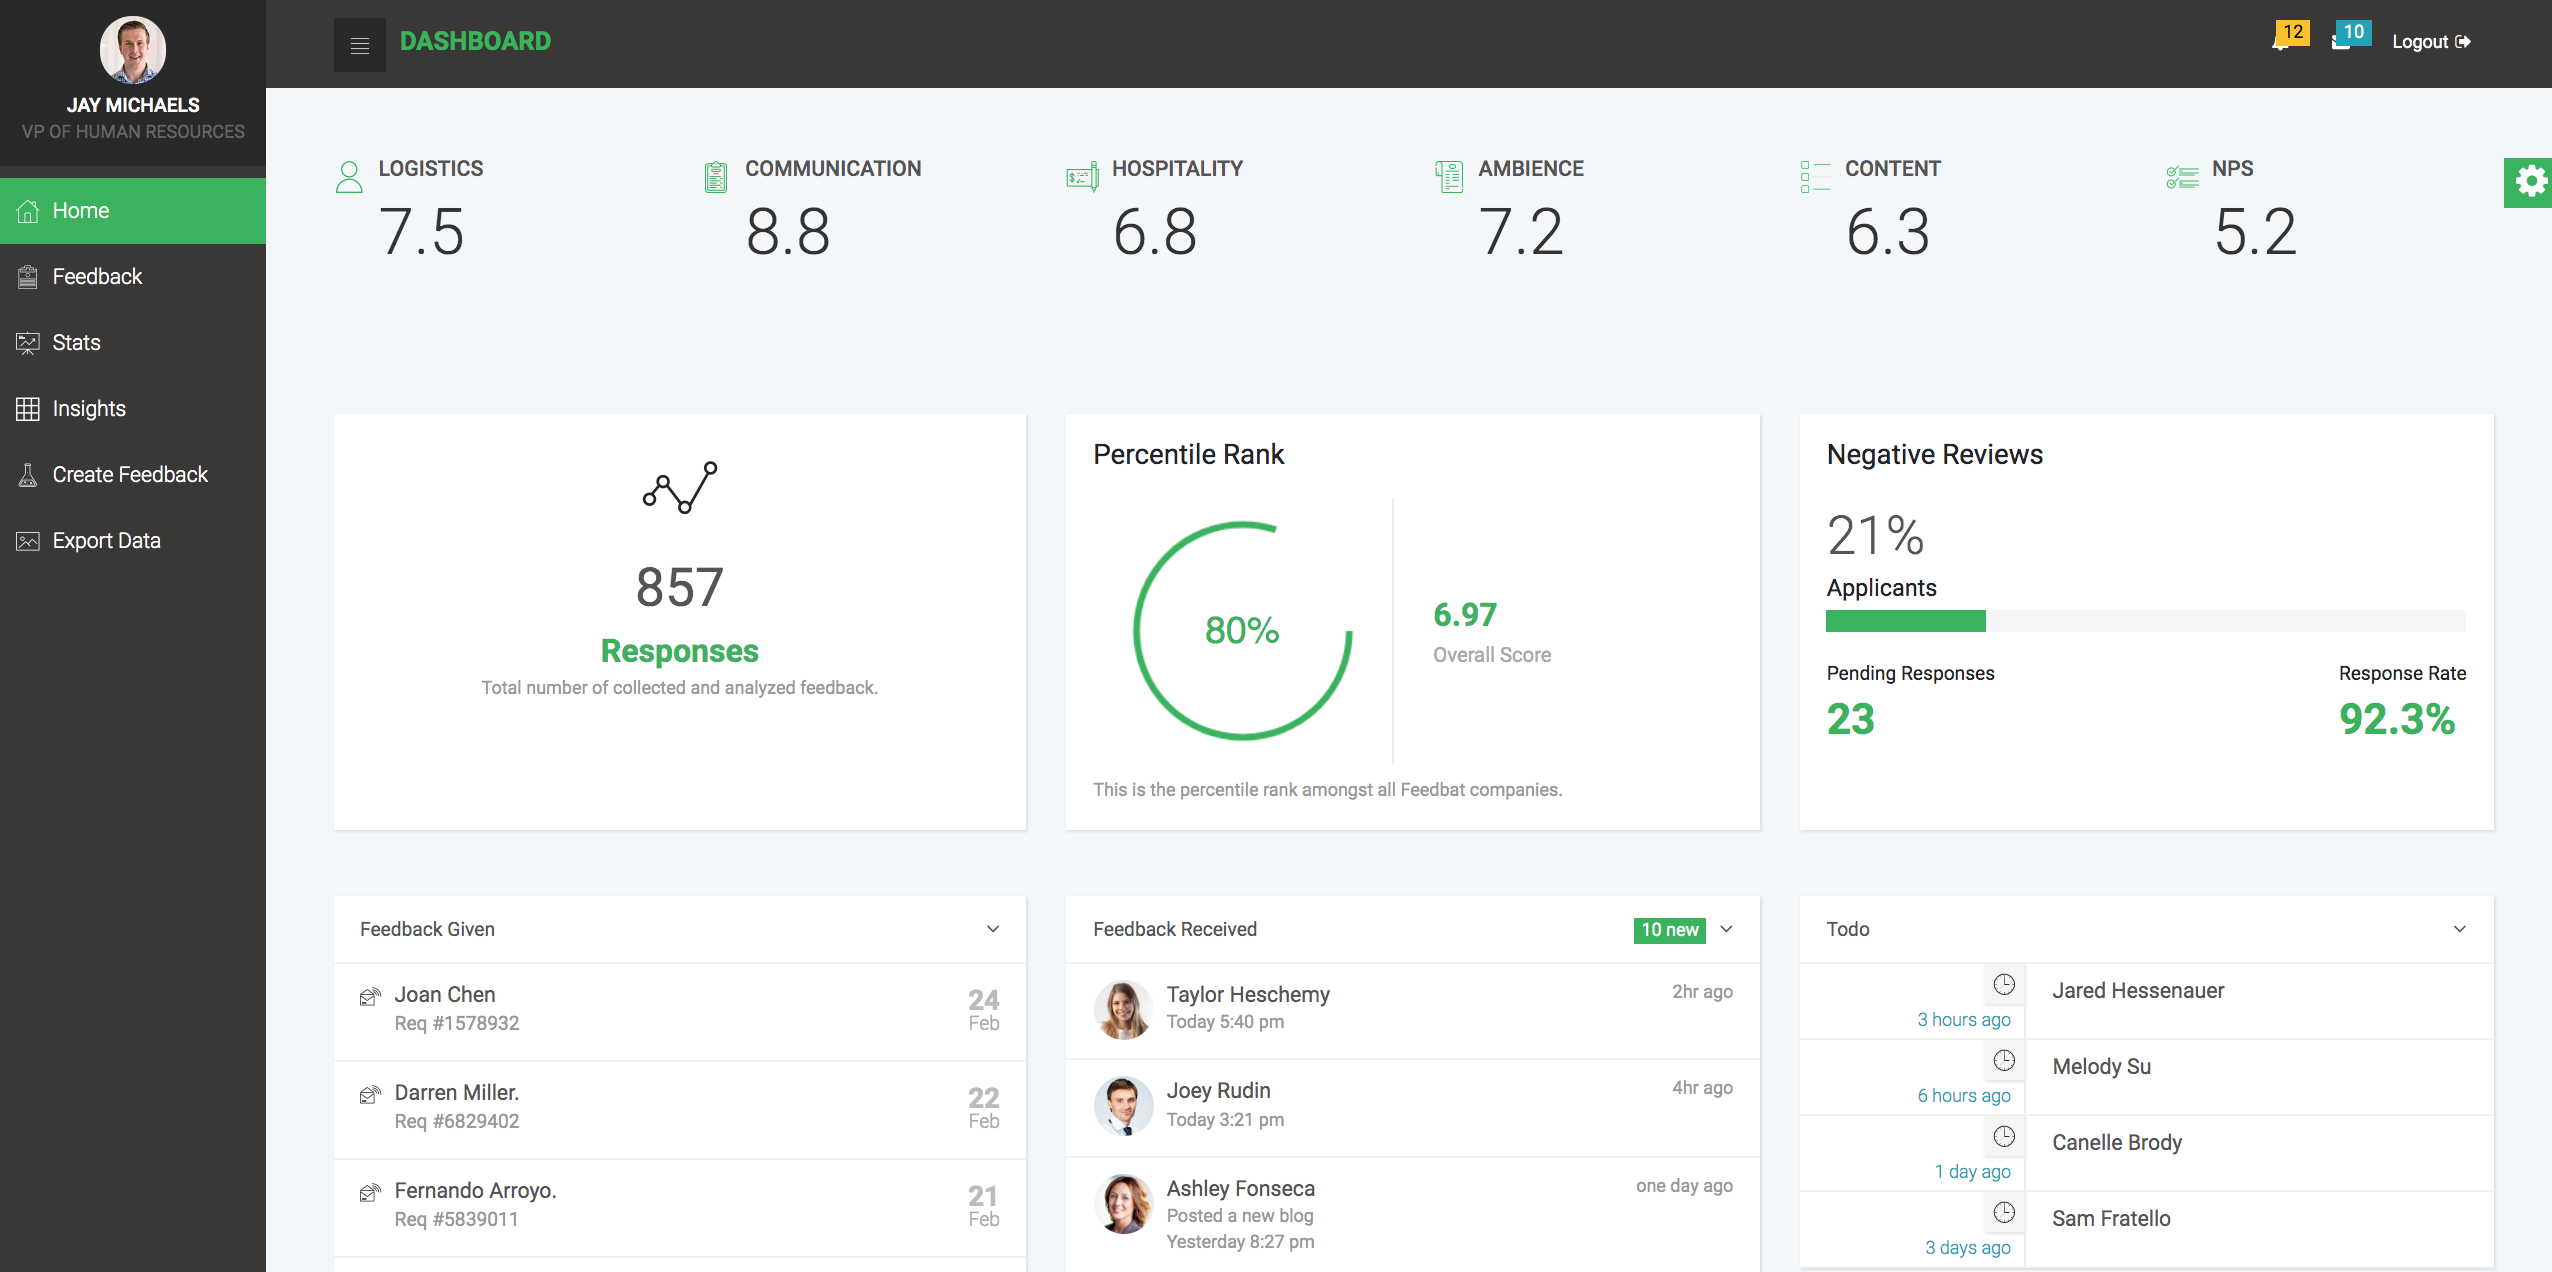 JAY MICHAELS
VP OF HUMAN RESOURCES
Home
Feedback
Stats
Insights
Create Feedback
Export Data
DASHBOARD
12
10
Logout
LOGISTICS
7.5
COMMUNICATION
8.8
HOSPITALITY
6.8
AMBIENCE
7.2
CONTENT
6.3
NPS
5.2
857
Responses
Total number of collected and analyzed feedback.
Percentile Rank
80%
6.97
Overall Score
This is the percentile rank amongst all Feedbat companies.
Negative Reviews
21%
Applicants
Pending Responses
23
Response Rate
92.3%
Feedback Given
Joan Chen
Req #1578932
24
Feb
Darren Miller.
Req #6829402
22
Feb
Fernando Arroyo.
Req #5839011
21
Feb
Feedback Received
10 new
Taylor Heschemy
Today 5:40 pm
2hr ago
Joey Rudin
Today 3:21 pm
4hr ago
Ashley Fonseca
Posted a new blog
Yesterday 8:27 pm
one day ago
Todo
3 hours ago
Jared Hessenauer
6 hours ago
Melody Su
1 day ago
Canelle Brody
3 days ago
Sam Fratello